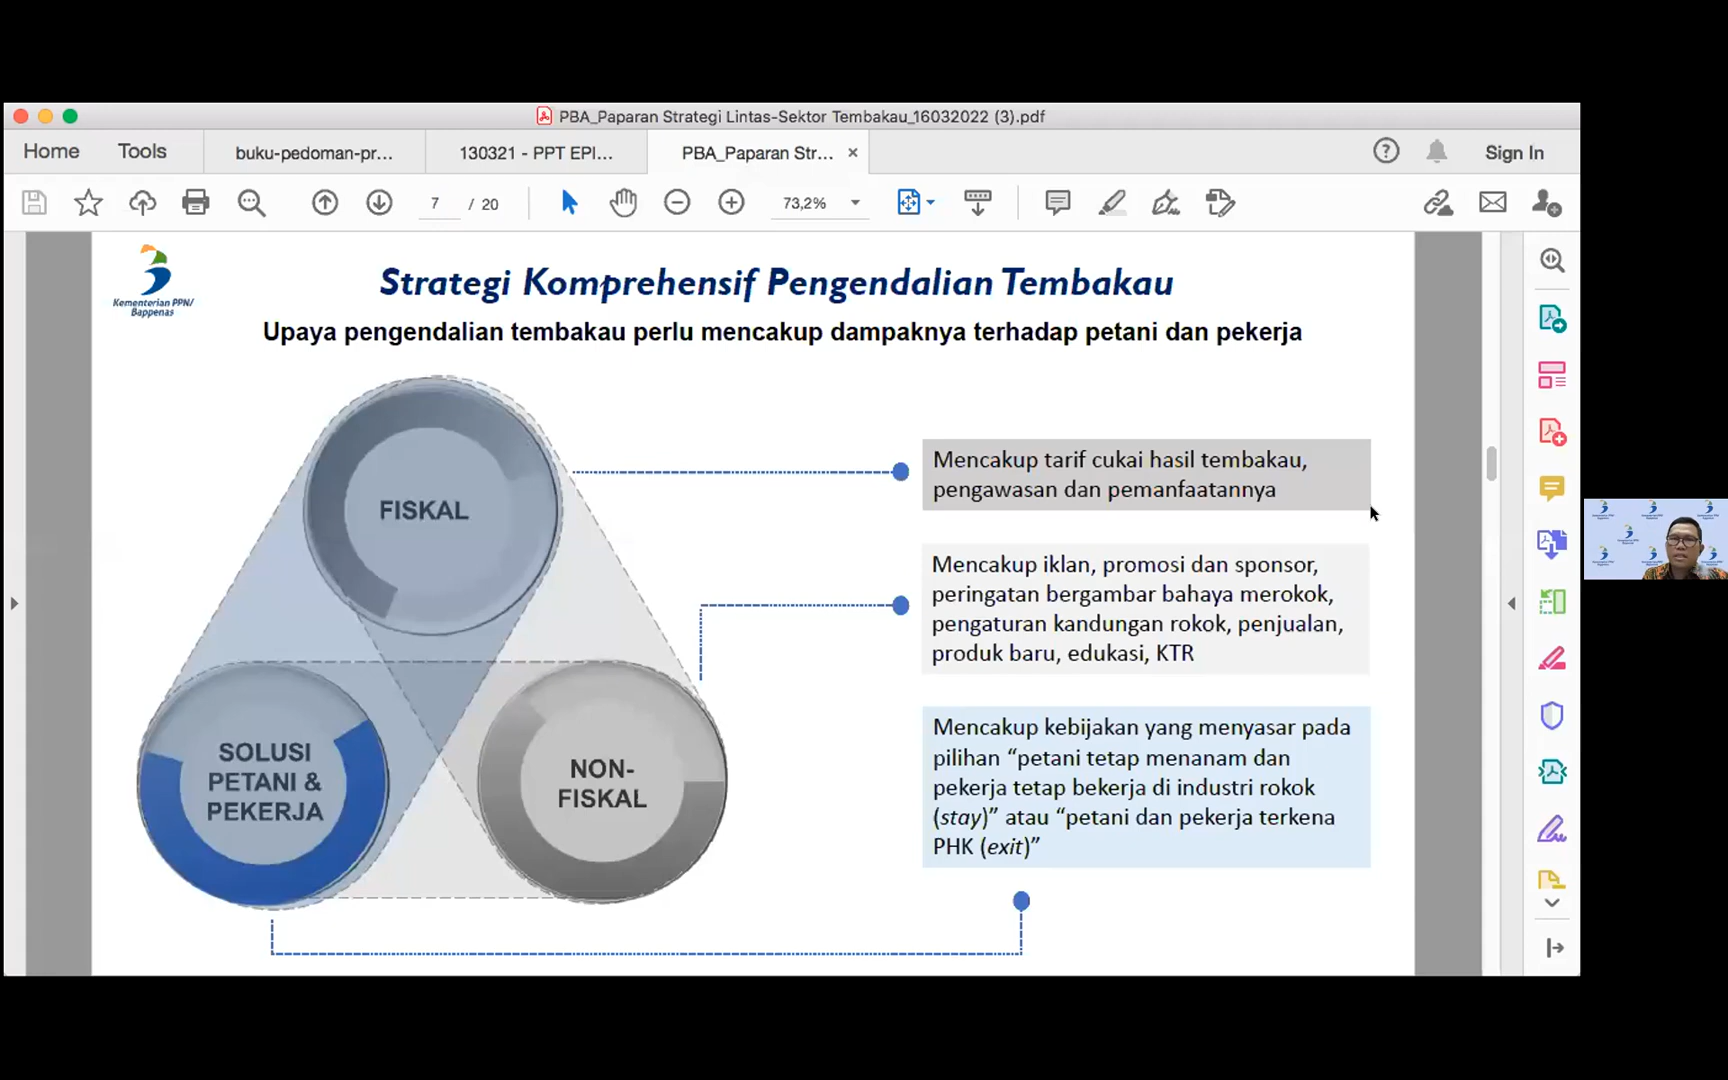 PBA_Paparan Strategi Lintas-Sektor Tembakau_16032022 (3).pdf
Home
Tools
buku-pedoman-pr...
130321 - PPT EPI...
PBA_Paparan Str...
Sign In
7 / 20
73,2%
Kementerian PPN/
Bappenas
Strategi Komprehensif Pengendalian Tembakau
Upaya pengendalian tembakau perlu mencakup dampaknya terhadap petani dan pekerja
FISKAL
Mencakup tarif cukai hasil tembakau,
pengawasan dan pemanfaatannya
Mencakup iklan, promosi dan sponsor,
peringatan bergambar bahaya merokok,
pengaturan kandungan rokok, penjualan,
produk baru, edukasi, KTR
SOLUSI
PETANI &
PEKERJA
NON-
FISKAL
Mencakup kebijakan yang menyasar pada
pilihan “petani tetap menanam dan
pekerja tetap bekerja di industri rokok
(stay)” atau “petani dan pekerja terkena
PHK (exit)”